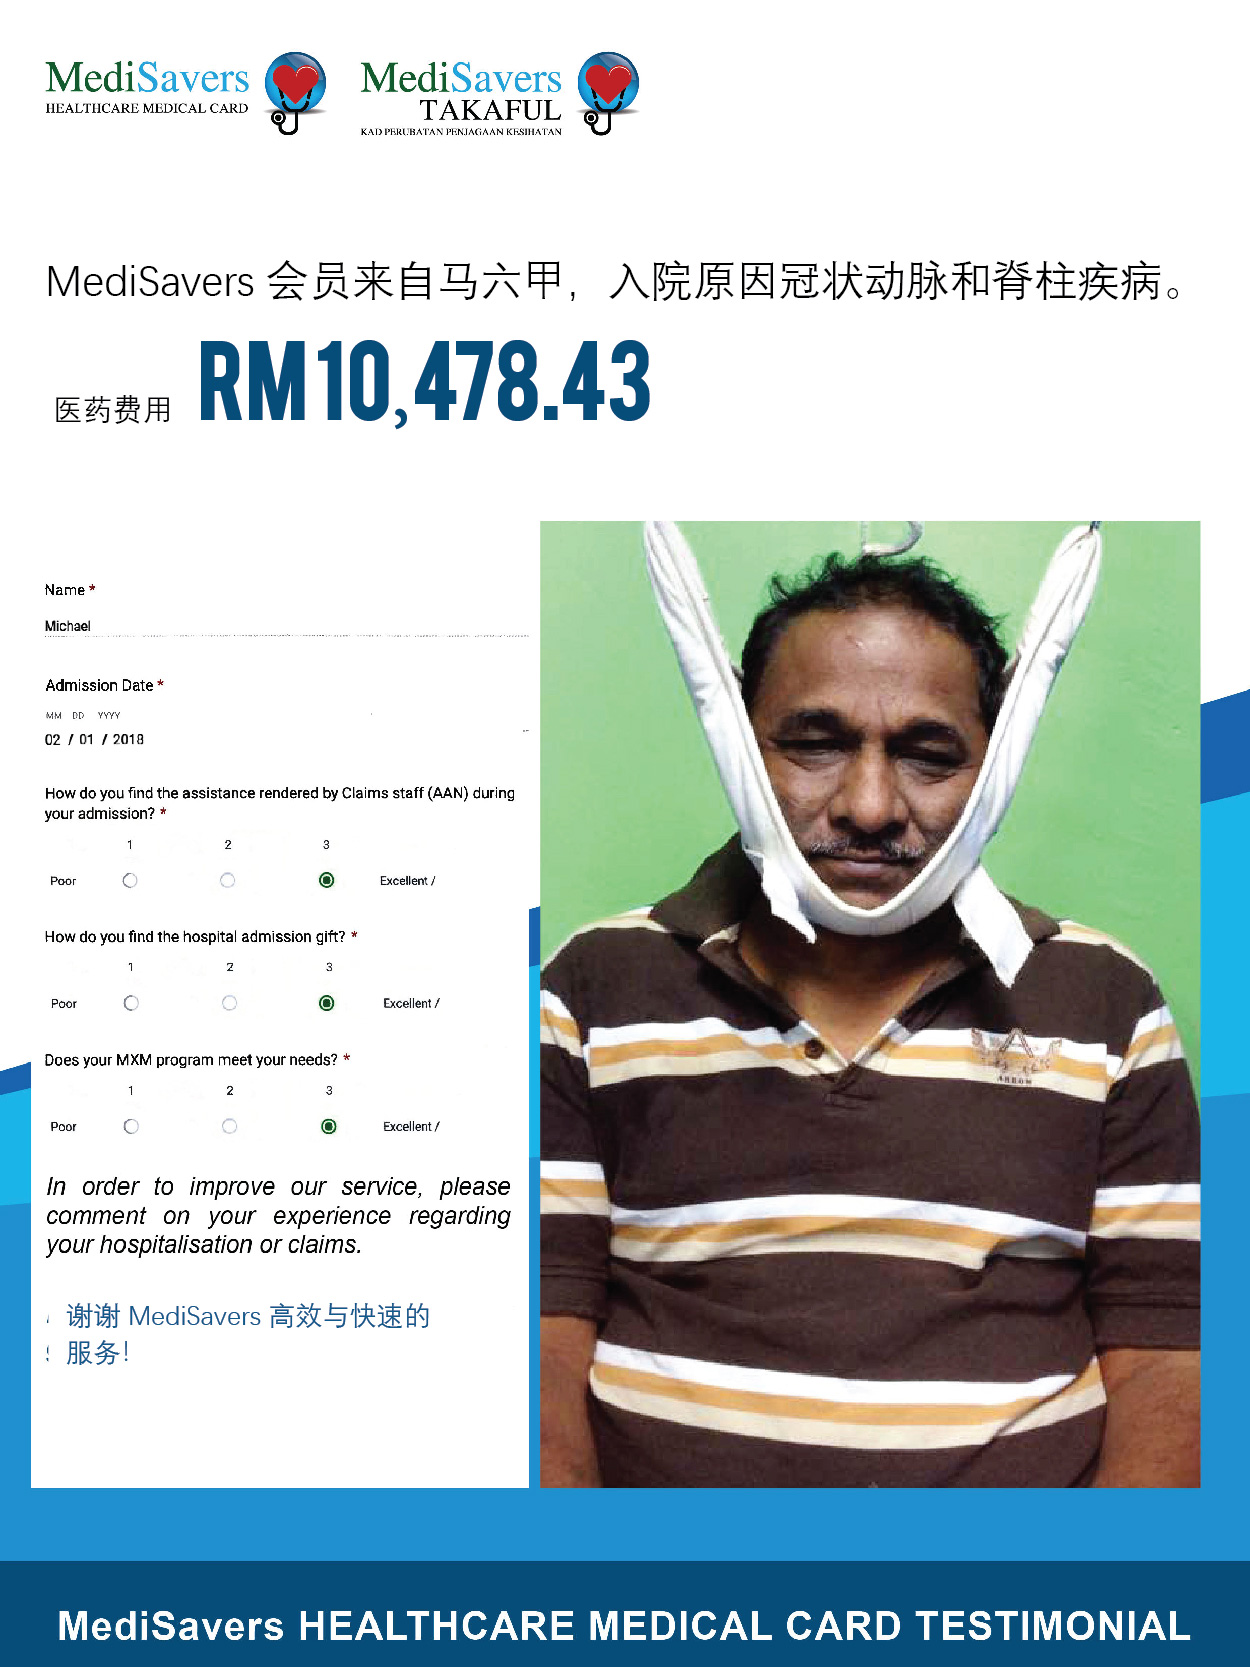 MediSavers
HEALTHCARE MEDICAL CARD
MediSavers
TAKAFUL
KAD PERUBATAN PENJAGAAN KESIHATAN
MediSavers 会员来自马六甲，入院原因冠状动脉和脊柱疾病。
医药费用 RM10,478.43
Name *
Michael
Admission Date *
MM DD YYYY
02 / 01 / 2018
How do you find the assistance rendered by Claims staff (AAN) during
your admission? *
1 2 3
Poor Excellent /
How do you find the hospital admission gift? *
1 2 3
Poor Excellent /
Does your MXM program meet your needs? *
1 2 3
Poor Excellent /
In order to improve our service, please
comment on your experience regarding
your hospitalisation or claims.
谢谢 MediSavers 高效与快速的
服务！
ARROW
MediSavers HEALTHCARE MEDICAL CARD TESTIMONIAL